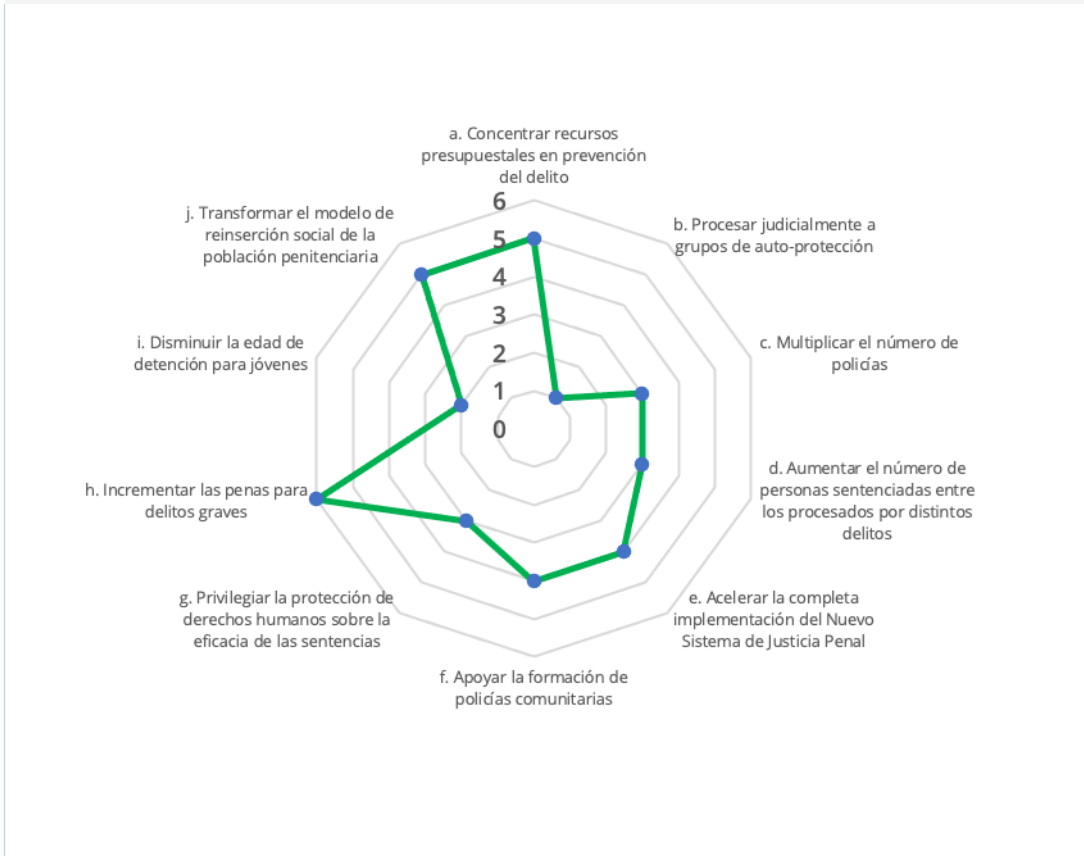 a. Concentrar recursos
presupuestales en prevención
del delito
b. Procesar judicialmente a
grupos de auto-protección
c. Multiplicar el número de
policías
d. Aumentar el número de
personas sentenciadas entre
los procesados por distintos
delitos
e. Acelerar la completa
implementación del Nuevo
Sistema de Justicia Penal
f. Apoyar la formación de
policías comunitarias
g. Privilegiar la protección de
derechos humanos sobre la
eficacia de las sentencias
h. Incrementar las penas para
delitos graves
i. Disminuir la edad de
detención para jóvenes
j. Transformar el modelo de
reinserción social de la
población penitenciaria
6
5
4
3
2
1
0